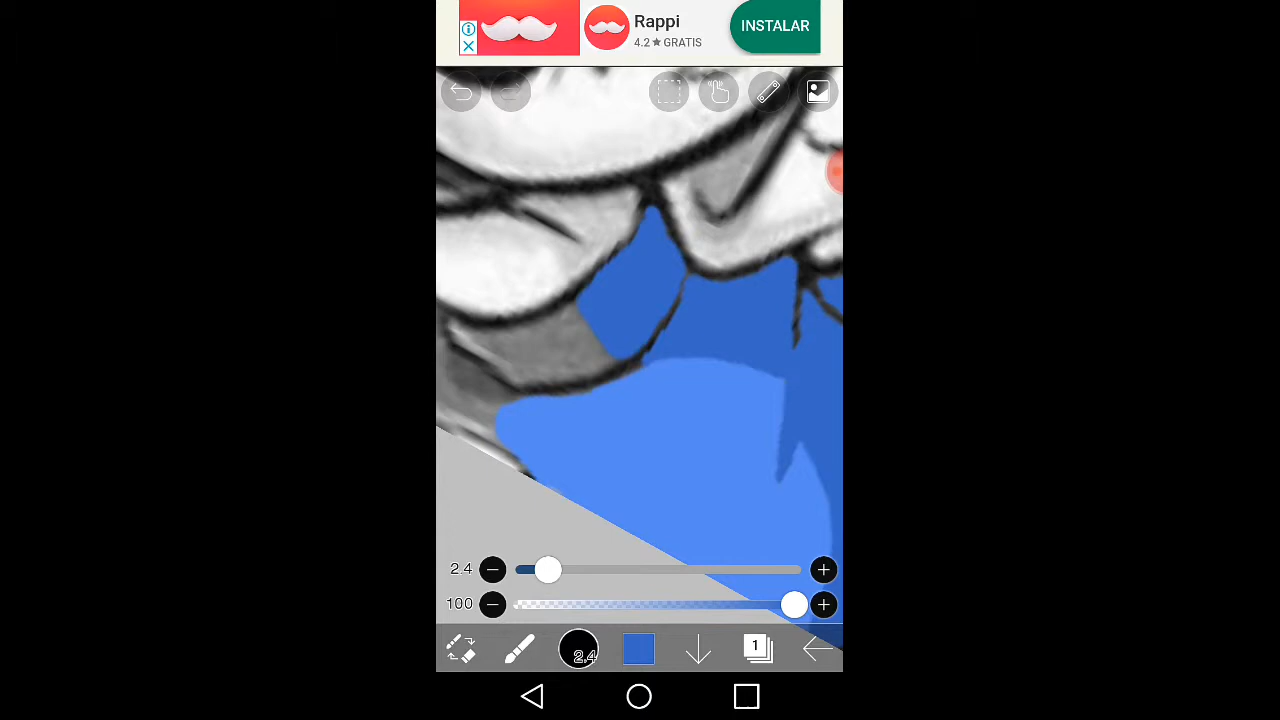 Rappi
INSTALAR
4.2★GRATIS
2.4
100
2.4
1